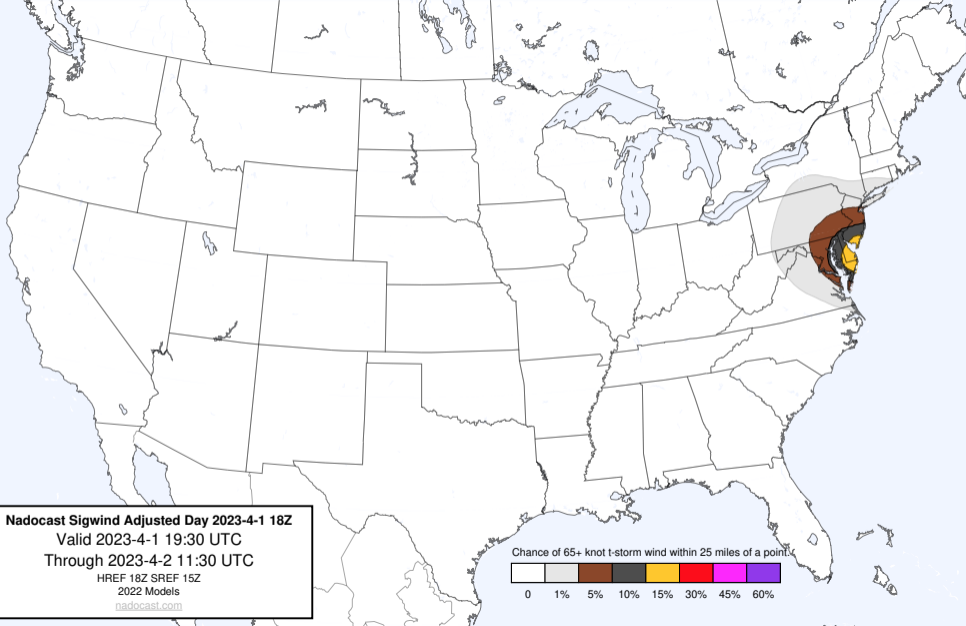 Nadocast Sigwind Adjusted Day 2023-4-1 18Z
Valid 2023-4-1 19:30 UTC
Through 2023-4-2 11:30 UTC
HREF 18Z SREF 15Z
2022 Models
nadocast.com
Chance of 65+ knot t-storm wind within 25 miles of a point.
0 1% 5% 10% 15% 30% 45% 60%